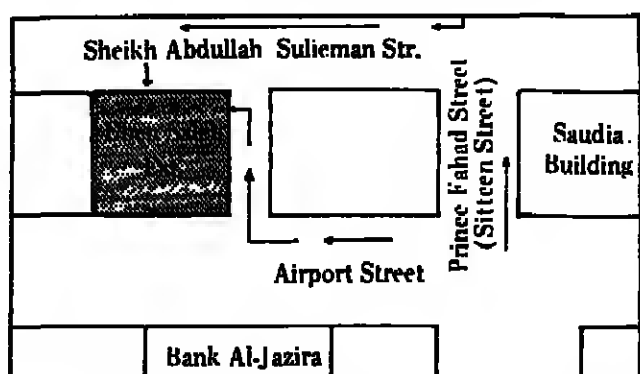 Sheikh Abdullah Sulieman Str.
Prince Fahad Street
(Sitteen Street)
Saudia.
Building
Airport Street
Bank Al-Jazira